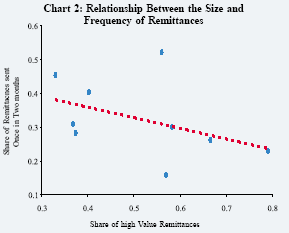 Chart 2: Relationship Between the Size and
Frequency of Remittances
Share of Remittaences sent
Once in Two months
0.6
0.5
0.4
0.3
0.2
0.1
0.3 0.4 0.5 0.6 0.7 0.8
Share of high Value Remittances